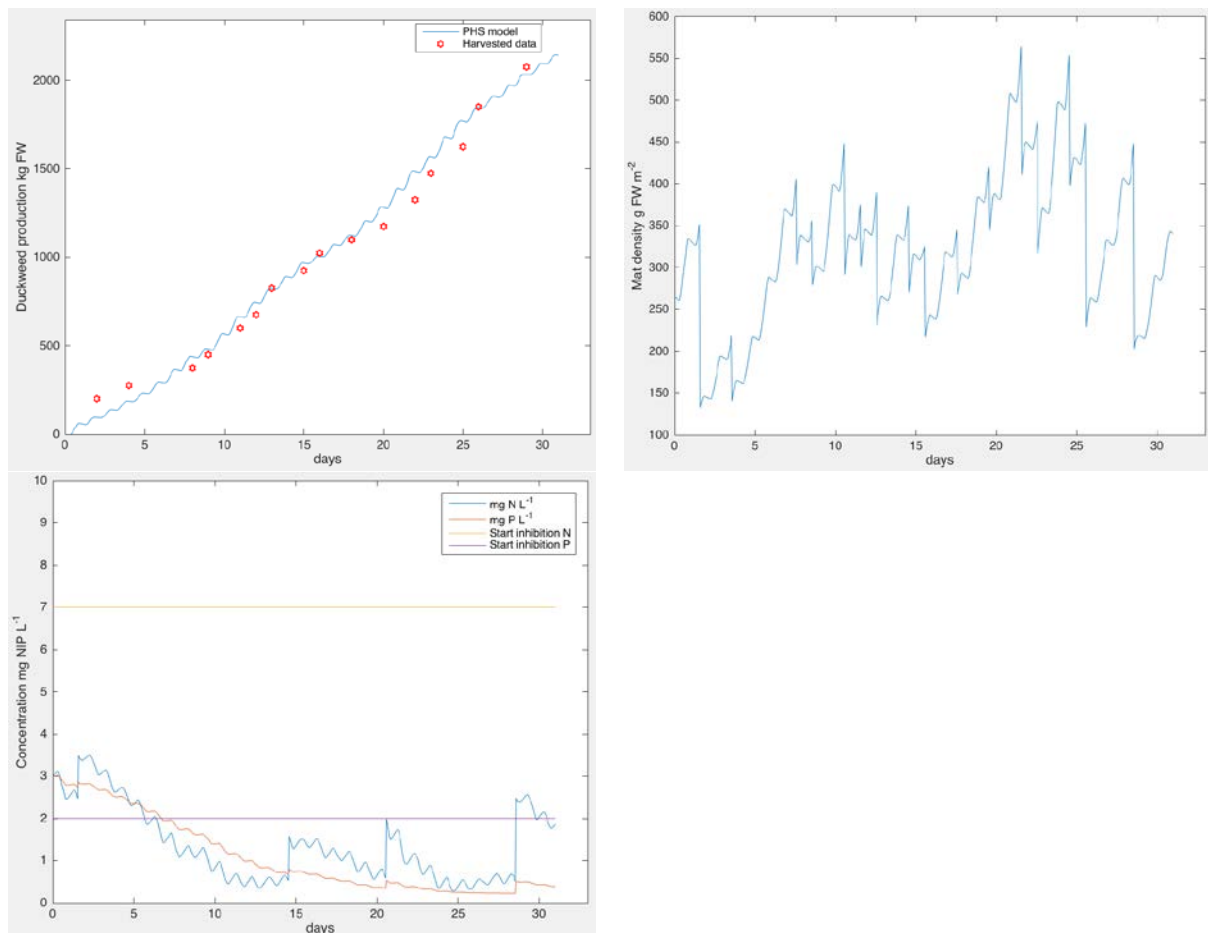 PHS model
Harvested data
2000
1500
1000
500
0
Duckweed production kg FW
0 5 10 15 20 25 30
days
600
550
500
450
400
350
300
250
200
150
100
Mat density g FW m-2
0 5 10 15 20 25 30
days
10
9
8
7
6
5
4
3
2
1
0
Concentration mg N|P L-1
mg N L-1
mg P L-1
Start inhibition N
Start inhibition P
0 5 10 15 20 25 30
days